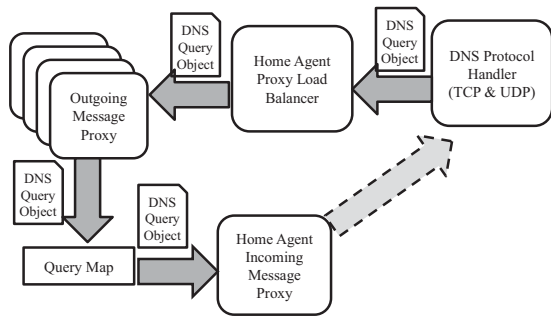 DNS
Query
Object
Home Agent
Proxy Load
Balancer
DNS
Query
Object
DNS Protocol
Handler
(TCP & UDP)
Outgoing
Message
Proxy
DNS
Query
Object
DNS
Query
Object
Query Map
Home Agent
Incoming
Message
Proxy